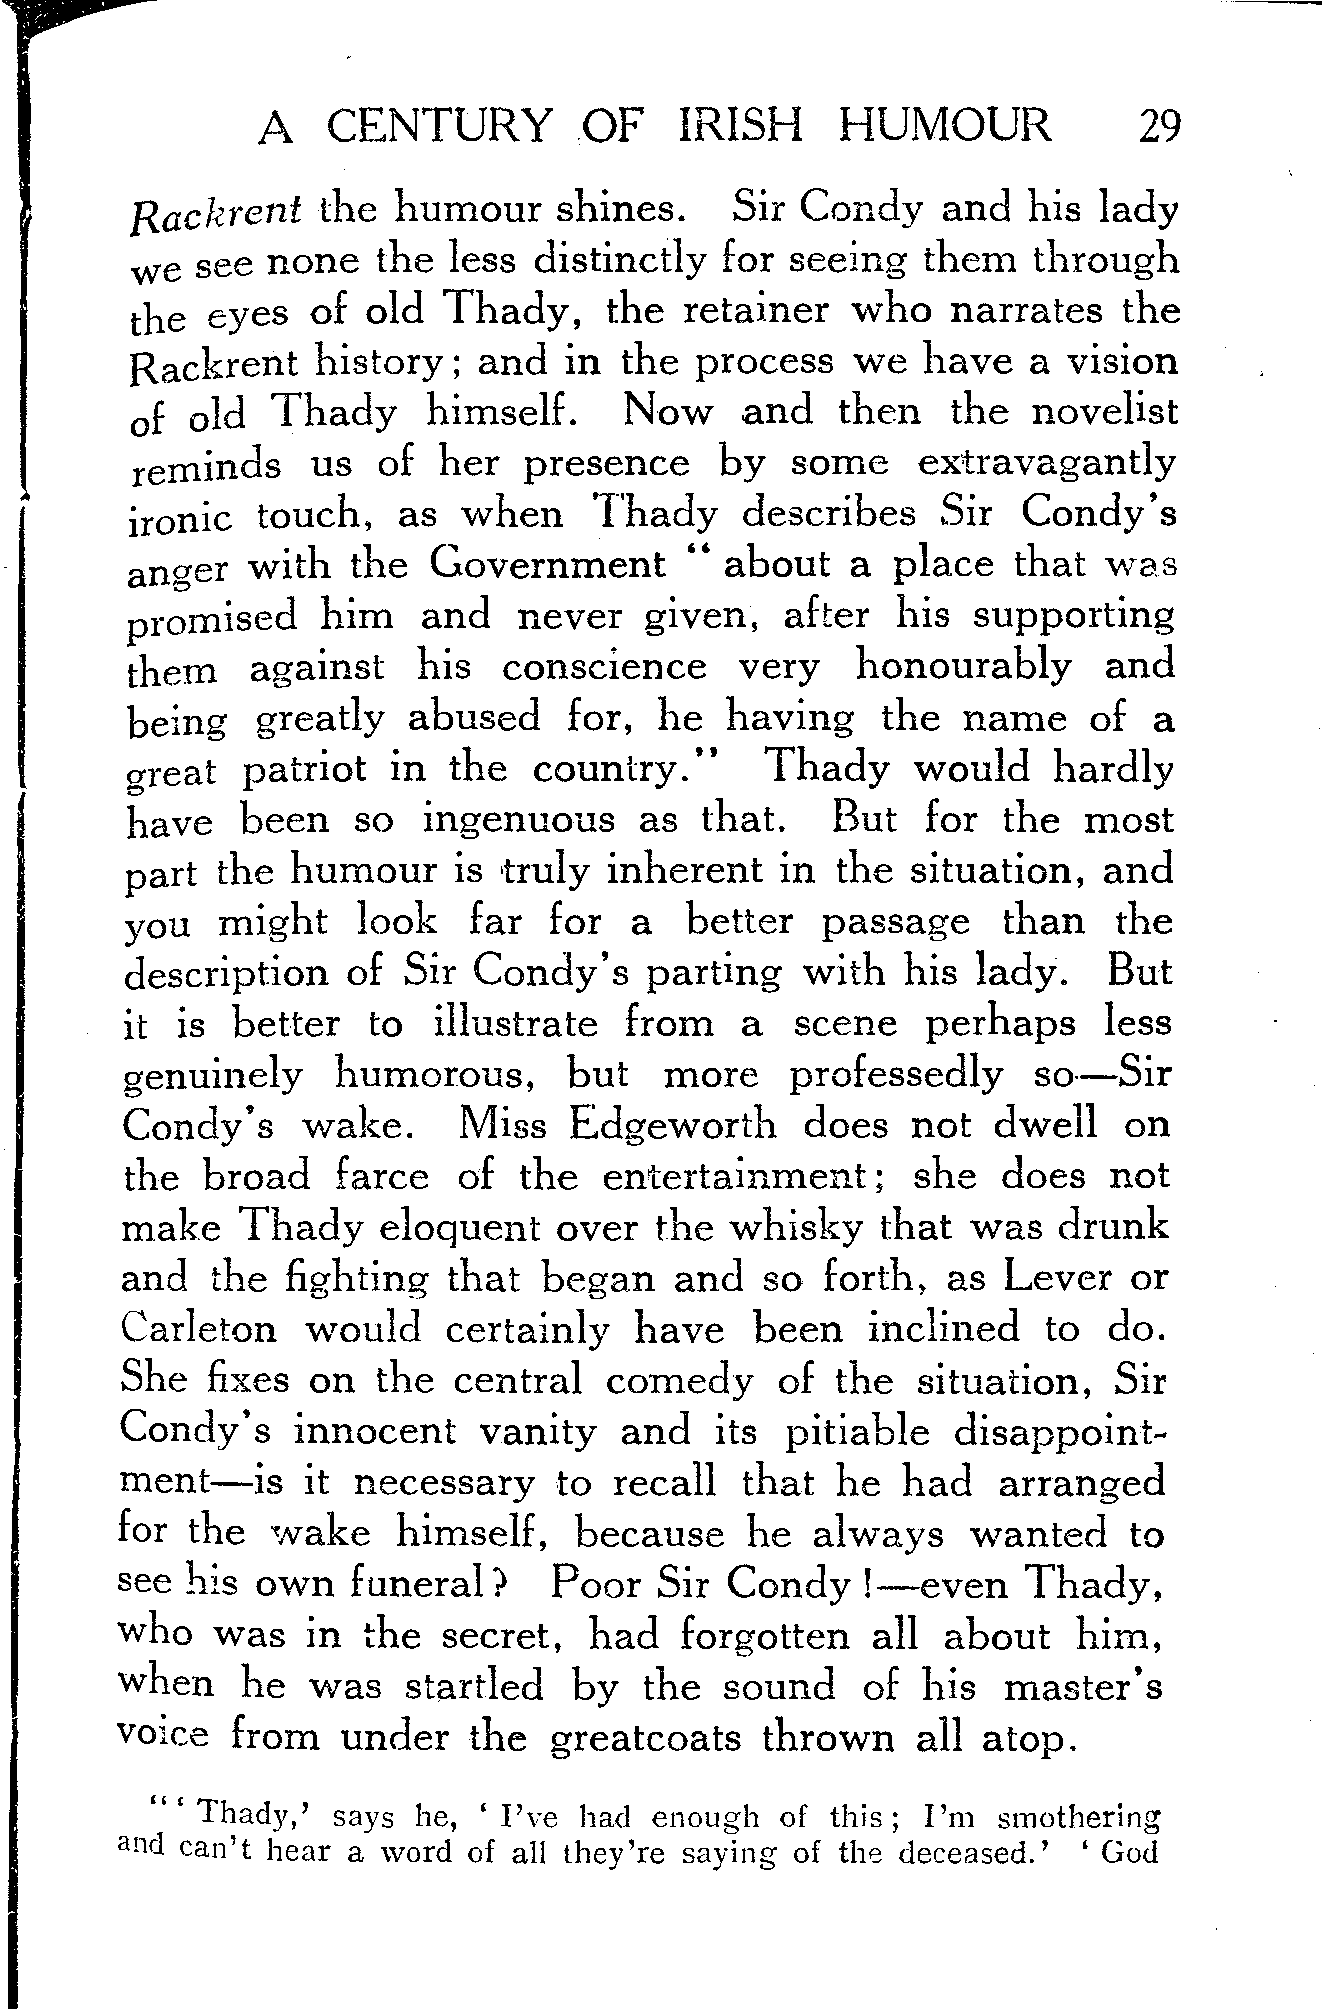 A CENTURY OF IRISH HUMOUR 29
Rackrent the humour shines. Sir Condy and his lady
we see none the less distinctly for seeing them through
the eyes of old Thady, the retainer who narrates the
Rackrent history; and in the process we have a vision
of old Thady himself. Now and then the novelist
reminds us of her presence by some extravagantly
ironic touch, as when Thady describes Sir Condy's
anger with the Government “about a place that was
promised him and never given, after his supporting
them against his conscience very honourably and
being greatly abused for, he having the name of a
great patriot in the country.” Thady would hardly
have been so ingenuous as that. But for the most
part the humour is truly inherent in the situation, and
you might look far for a better passage than the
description of Sir Condy's parting with his lady. But
it is better to illustrate from a scene perhaps less
genuinely humorous, but more professedly so—Sir
Condy's wake. Miss Edgeworth does not dwell on
the broad farce of the entertainment; she does not
make Thady eloquent over the whisky that was drunk
and the fighting that began and so forth, as Lever or
Carleton would certainly have been inclined to do.
She fixes on the central comedy of the situation, Sir
Condy's innocent vanity and its pitiable disappoint-
ment—is it necessary to recall that he had arranged
for the wake himself, because he always wanted to
see his own funeral? Poor Sir Condy!—even Thady,
who was in the secret, had forgotten all about him,
when he was startled by the sound of his master's
voice from under the greatcoats thrown all atop.
“‘Thady,’ says he, ‘I've had enough of this; I'm smothering
and can't hear a word of all they're saying of the deceased.’ ‘God